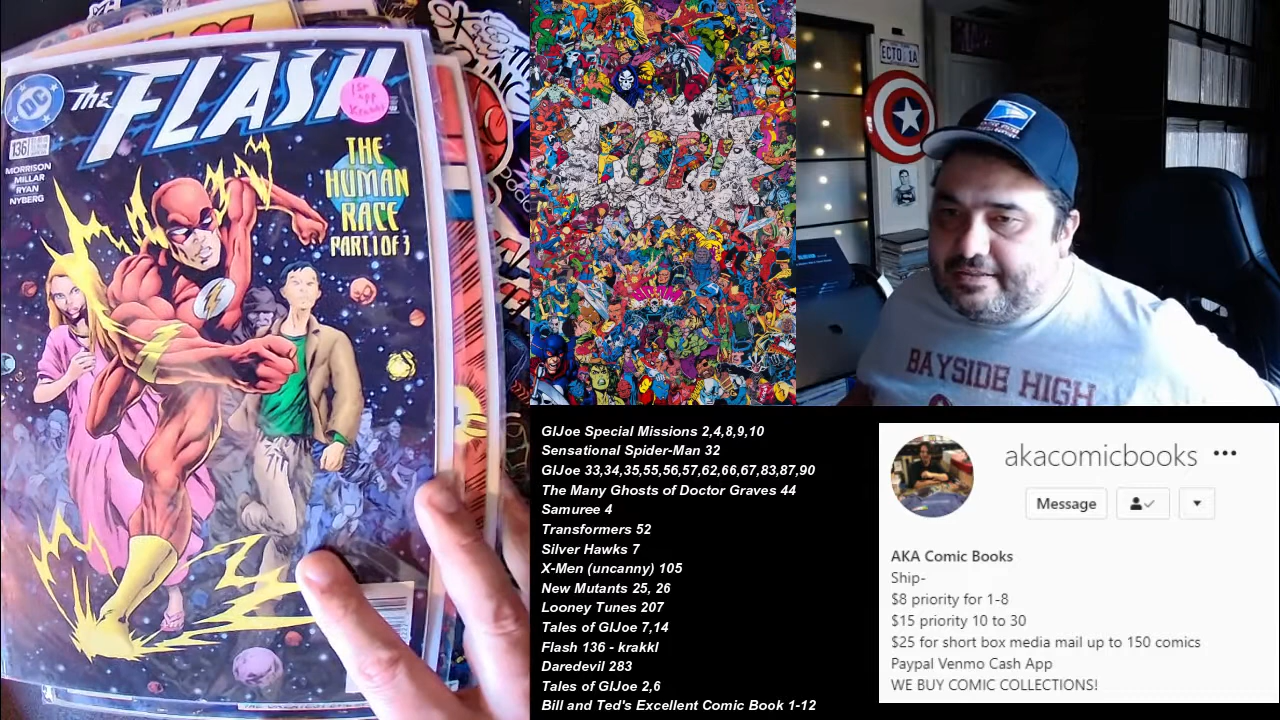 DC
The FLASH
1st
app
Krakkl
136
MORRISON
MILLAR
RYAN
NYBERG
THE
HUMAN
RACE
PART 1 OF 3
ECTO 1A
BAYSIDE HIGH
GIJoe Special Missions 2,4,8,9,10
Sensational Spider-Man 32
GIJoe 33,34,35,55,56,57,62,66,67,83,87,90
The Many Ghosts of Doctor Graves 44
Samuree 4
Transformers 52
Silver Hawks 7
X-Men (uncanny) 105
New Mutants 25, 26
Looney Tunes 207
Tales of GIJoe 7,14
Flash 136 - krakkl
Daredevil 283
Tales of GIJoe 2,6
Bill and Ted's Excellent Comic Book 1-12
akacomicbooks •••
Message
AKA Comic Books
Ship-
$8 priority for 1-8
$15 priority 10 to 30
$25 for short box media mail up to 150 comics
Paypal Venmo Cash App
WE BUY COMIC COLLECTIONS!